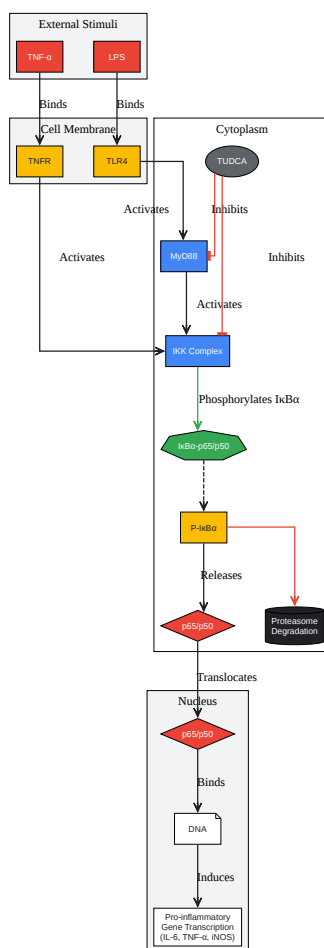 External Stimuli
TNF-α
LPS
Binds
Binds
Cell Membrane
Cytoplasm
TNFR
TLR4
TUDCA
Activates
Inhibits
MyD88
Activates
Inhibits
Activates
IKK Complex
Phosphorylates IκBα
IκBα-p65/p50
P-IκBα
Releases
p65/p50
Proteasome
Degradation
Translocates
Nucleus
p65/p50
Binds
DNA
Induces
Pro-inflammatory
Gene Transcription
(IL-6, TNF-α, iNOS)